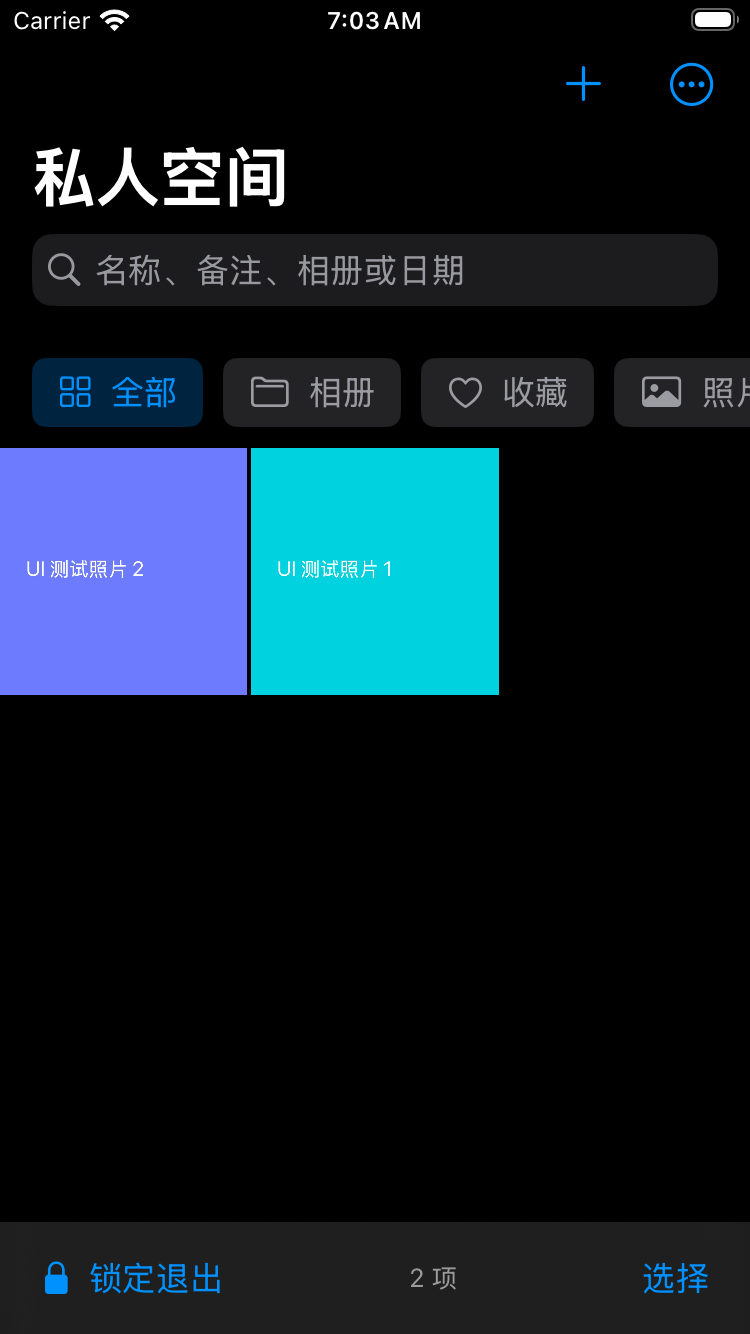 Carrier 7:03 AM
私人空间
名称、备注、相册或日期
全部 相册 收藏 照片
UI 测试照片 2 UI 测试照片 1
锁定退出 2 项 选择